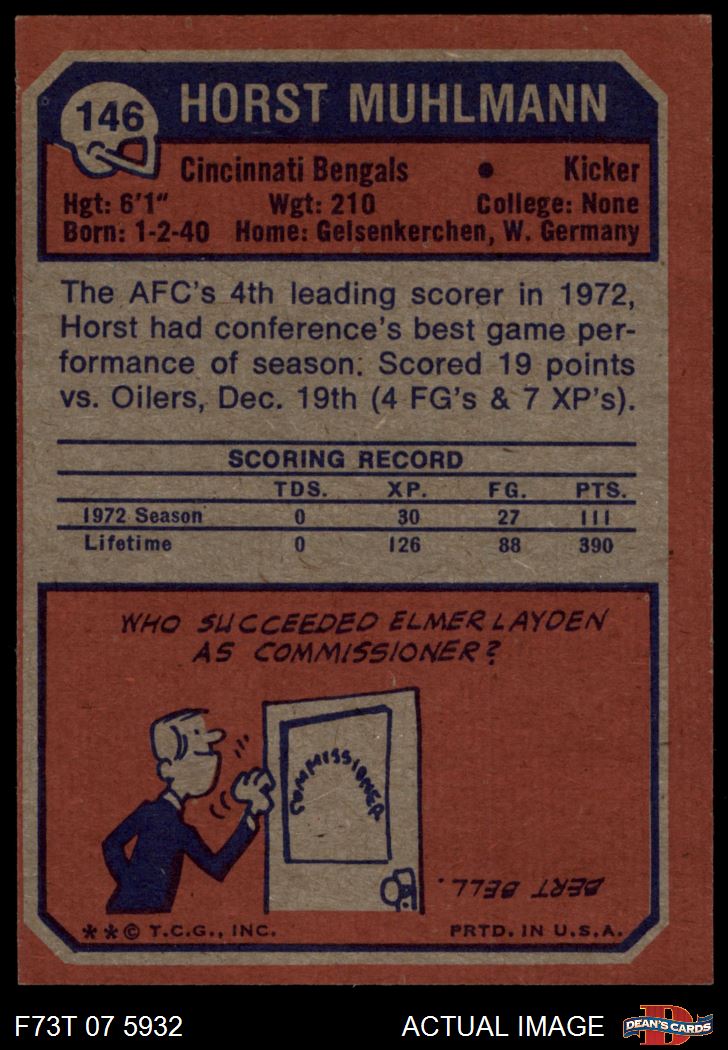 146
HORST MUHLMANN
Cincinnati Bengals • Kicker
Hgt: 6'1" Wgt: 210 College: None
Born: 1-2-40 Home: Gelsenkerchen, W. Germany
The AFC's 4th leading scorer in 1972,
Horst had conference's best game per-
formance of season: Scored 19 points
vs. Oilers, Dec. 19th (4 FG's & 7 XP's).
SCORING RECORD
TDS. XP. FG. PTS.
1972 Season 0 30 27 111
Lifetime 0 126 88 390
WHO SUCCEEDED ELMER LAYDEN
AS COMMISSIONER?
COMMISSIONER
BERT BELL.
**© T.C.G., INC. PRTD. IN U.S.A.
F73T 07 5932 ACTUAL IMAGE
D
DEAN'S CARDS